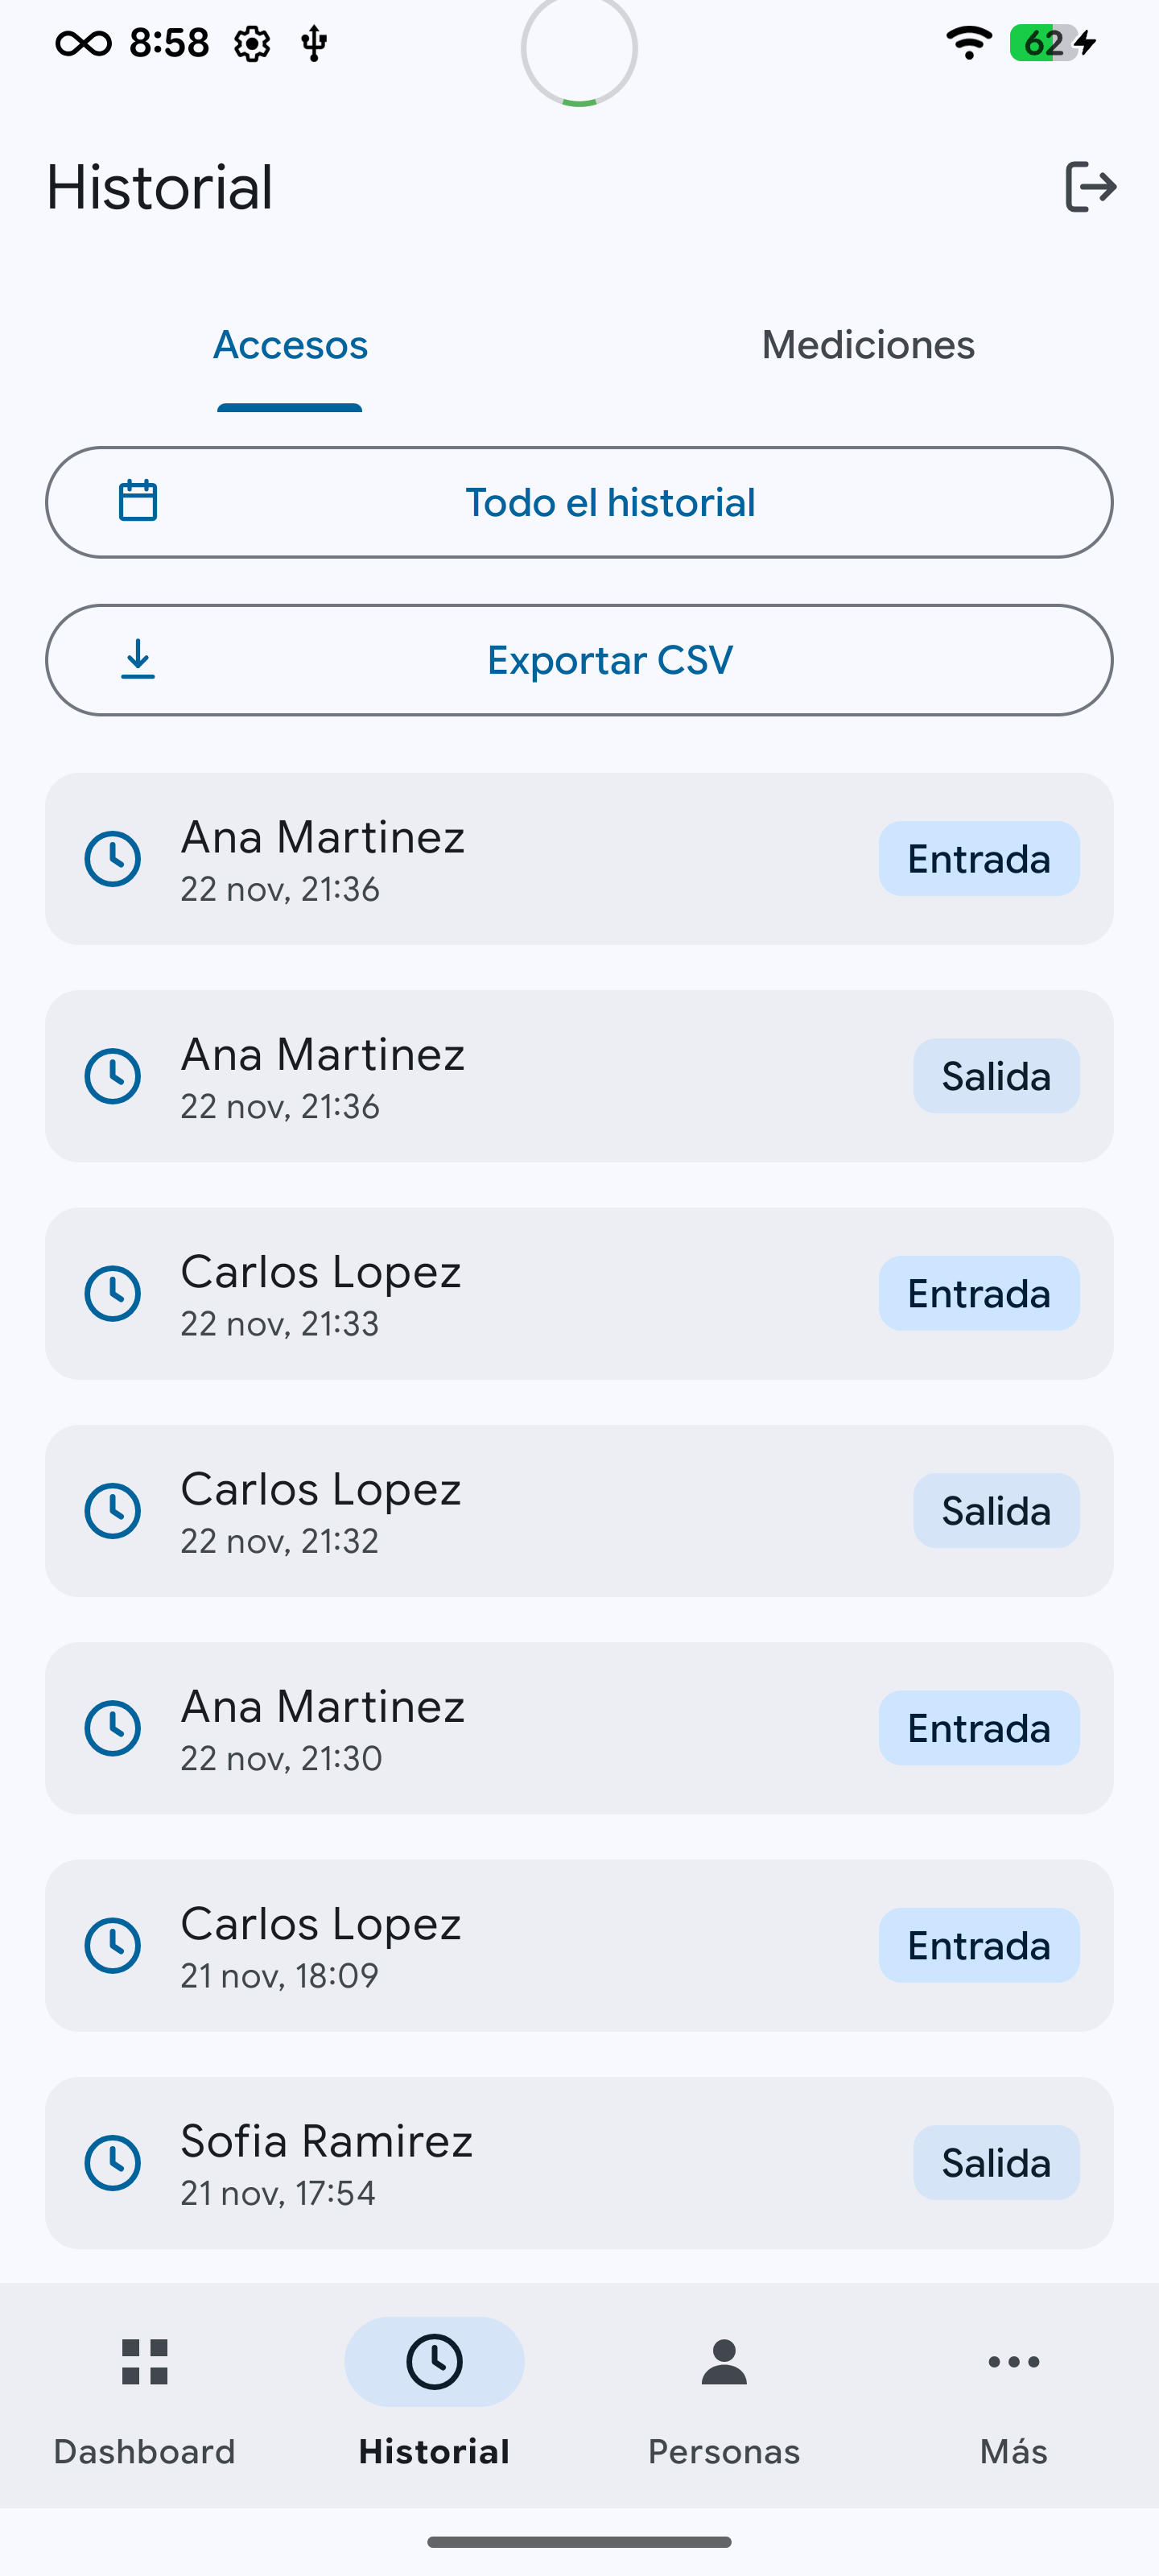 8:58
62
Historial
Accesos
Mediciones
Todo el historial
Exportar CSV
Ana Martinez
22 nov, 21:36
Entrada
Ana Martinez
22 nov, 21:36
Salida
Carlos Lopez
22 nov, 21:33
Entrada
Carlos Lopez
22 nov, 21:32
Salida
Ana Martinez
22 nov, 21:30
Entrada
Carlos Lopez
21 nov, 18:09
Entrada
Sofia Ramirez
21 nov, 17:54
Salida
Dashboard
Historial
Personas
Más